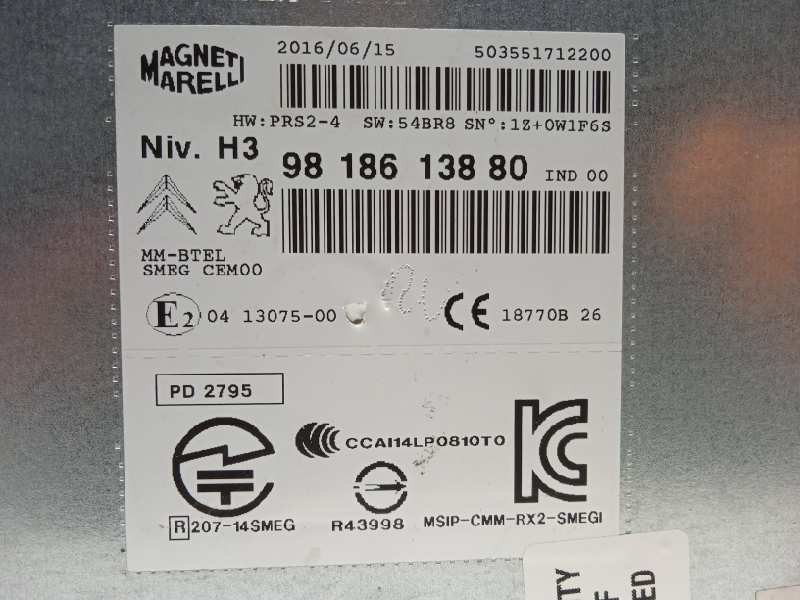 MAGNETI
MARELLI
2016/06/15 503551712200
HW:PRS2-4 SW:54BR8 SN°:1Z+OW1F6S
Niv. H3
98 186 138 80 IND 00
MM-BTEL
SMEG CEM00
E2 04 13075-00
CE 18770B 26
PD 2795
CCAI14LP0810T0
R 207-14SMEG
R43998
MSIP-CMM-RX2-SMEGI